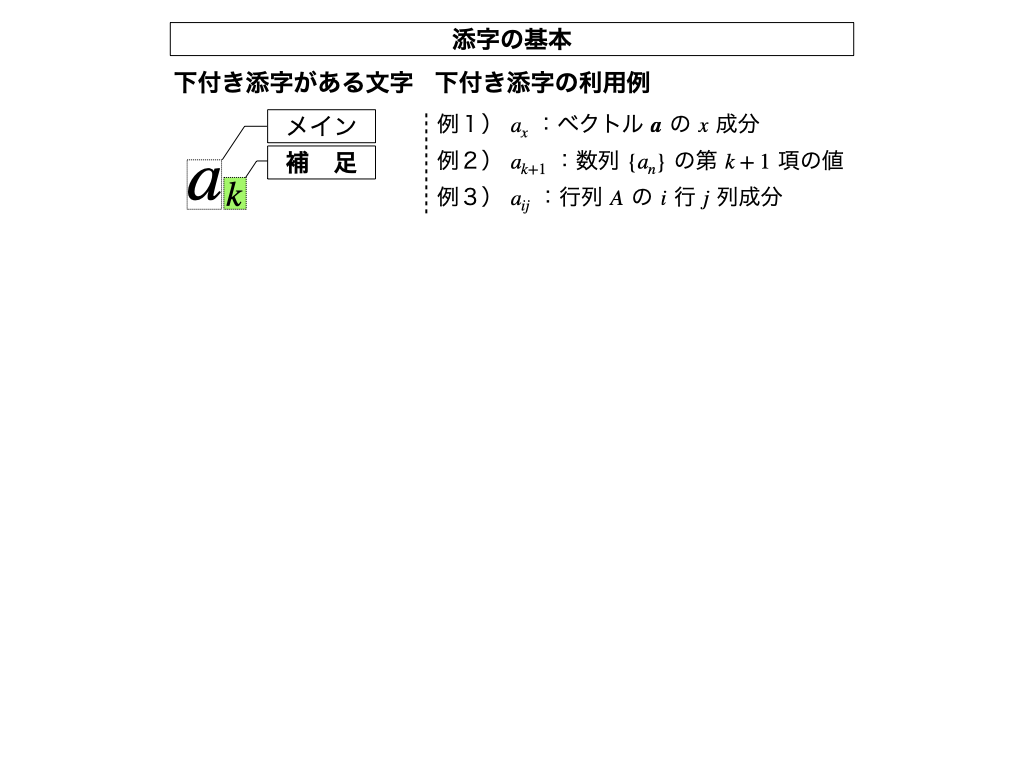 添字の基本
下付き添字がある文字
メイン
補　足
a_k
下付き添字の利用例
例１） a_x ：ベクトル a の x 成分
例２） a_{k+1} ：数列 {a_n} の第 k + 1 項の値
例３） a_{ij} ：行列 A の i 行 j 列成分